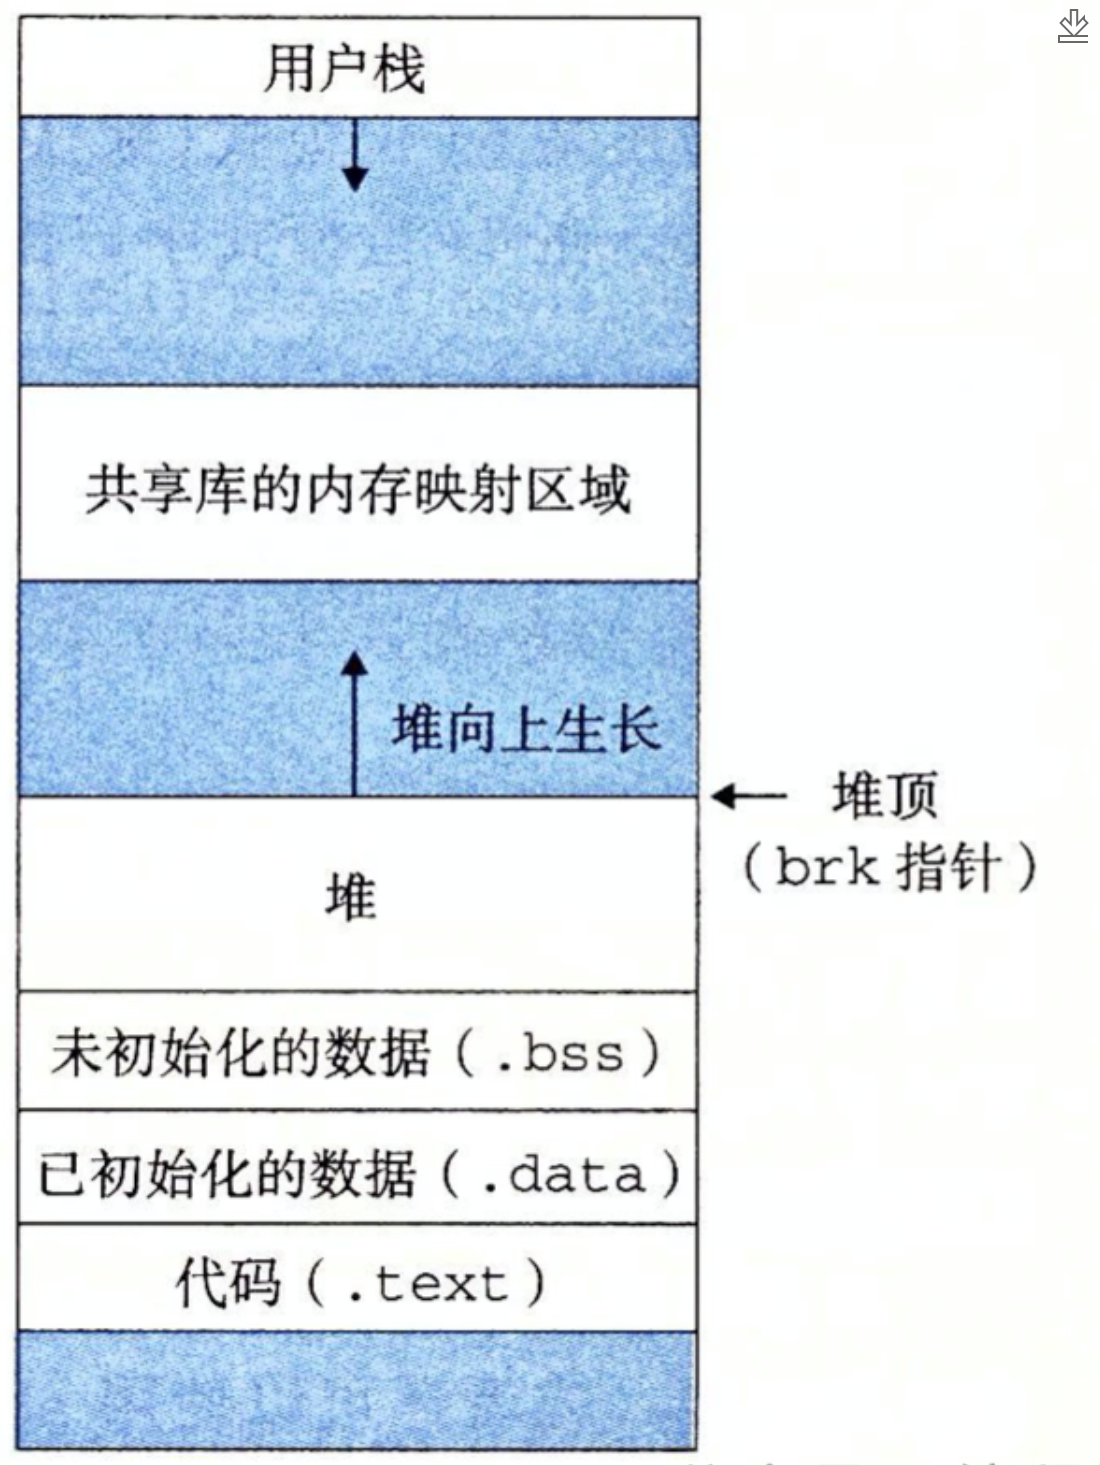 用户栈
共享库的内存映射区域
堆向上生长
堆顶
(brk 指针)
堆
未初始化的数据(.bss)
已初始化的数据(.data)
代码(.text)